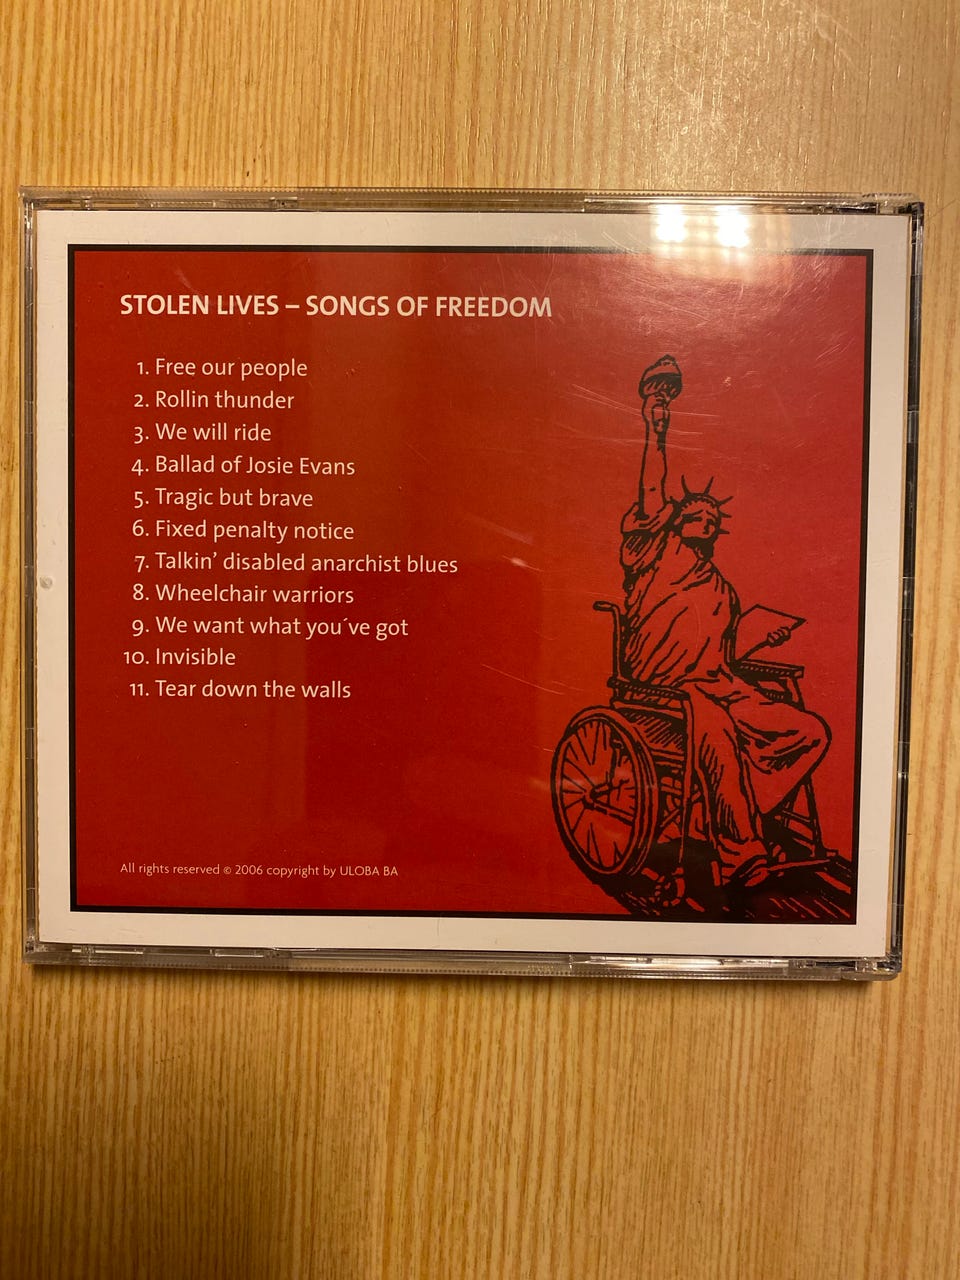 STOLEN LIVES – SONGS OF FREEDOM
1. Free our people
2. Rollin thunder
3. We will ride
4. Ballad of Josie Evans
5. Tragic but brave
6. Fixed penalty notice
7. Talkin’ disabled anarchist blues
8. Wheelchair warriors
9. We want what you´ve got
10. Invisible
11. Tear down the walls
All rights reserved © 2006 copyright by ULOBA BA